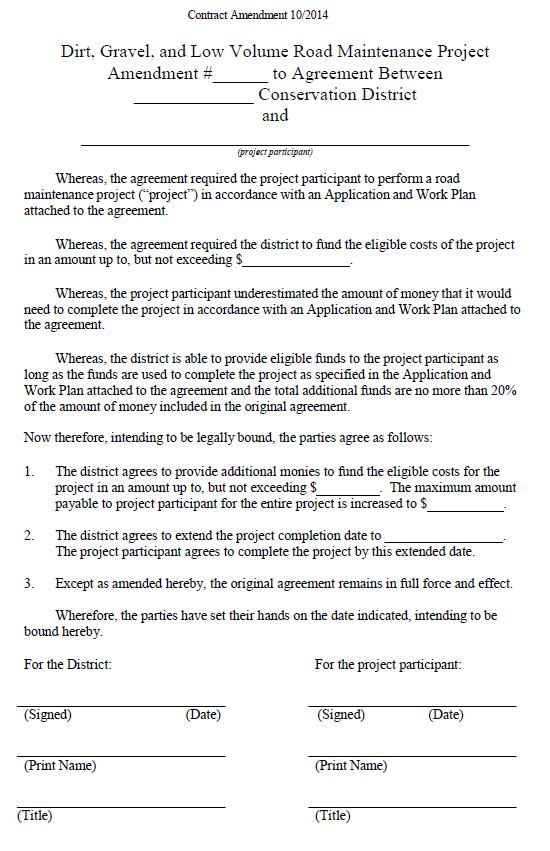 Contract Amendment 10/2014
Dirt, Gravel, and Low Volume Road Maintenance Project
Amendment #______ to Agreement Between
_____________ Conservation District
and
(project participant)
Whereas, the agreement required the project participant to perform a road
maintenance project (“project”) in accordance with an Application and Work Plan
attached to the agreement.
Whereas, the agreement required the district to fund the eligible costs of the project
in an amount up to, but not exceeding $_________________.
Whereas, the project participant underestimated the amount of money that it would
need to complete the project in accordance with an Application and Work Plan attached to
the agreement.
Whereas, the district is able to provide eligible funds to the project participant as
long as the funds are used to complete the project as specified in the Application and
Work Plan attached to the agreement and the total additional funds are no more than 20%
of the amount of money included in the original agreement.
Now therefore, intending to be legally bound, the parties agree as follows:
1. The district agrees to provide additional monies to fund the eligible costs for the
project in an amount up to, but not exceeding $__________. The maximum amount
payable to project participant for the entire project is increased to $____________.
2. The district agrees to extend the project completion date to ___________________.
The project participant agrees to complete the project by this extended date.
3. Except as amended hereby, the original agreement remains in full force and effect.
Wherefore, the parties have set their hands on the date indicated, intending to be
bound hereby.
For the District: For the project participant:
(Signed) (Date) (Signed) (Date)
(Print Name) (Print Name)
(Title) (Title)